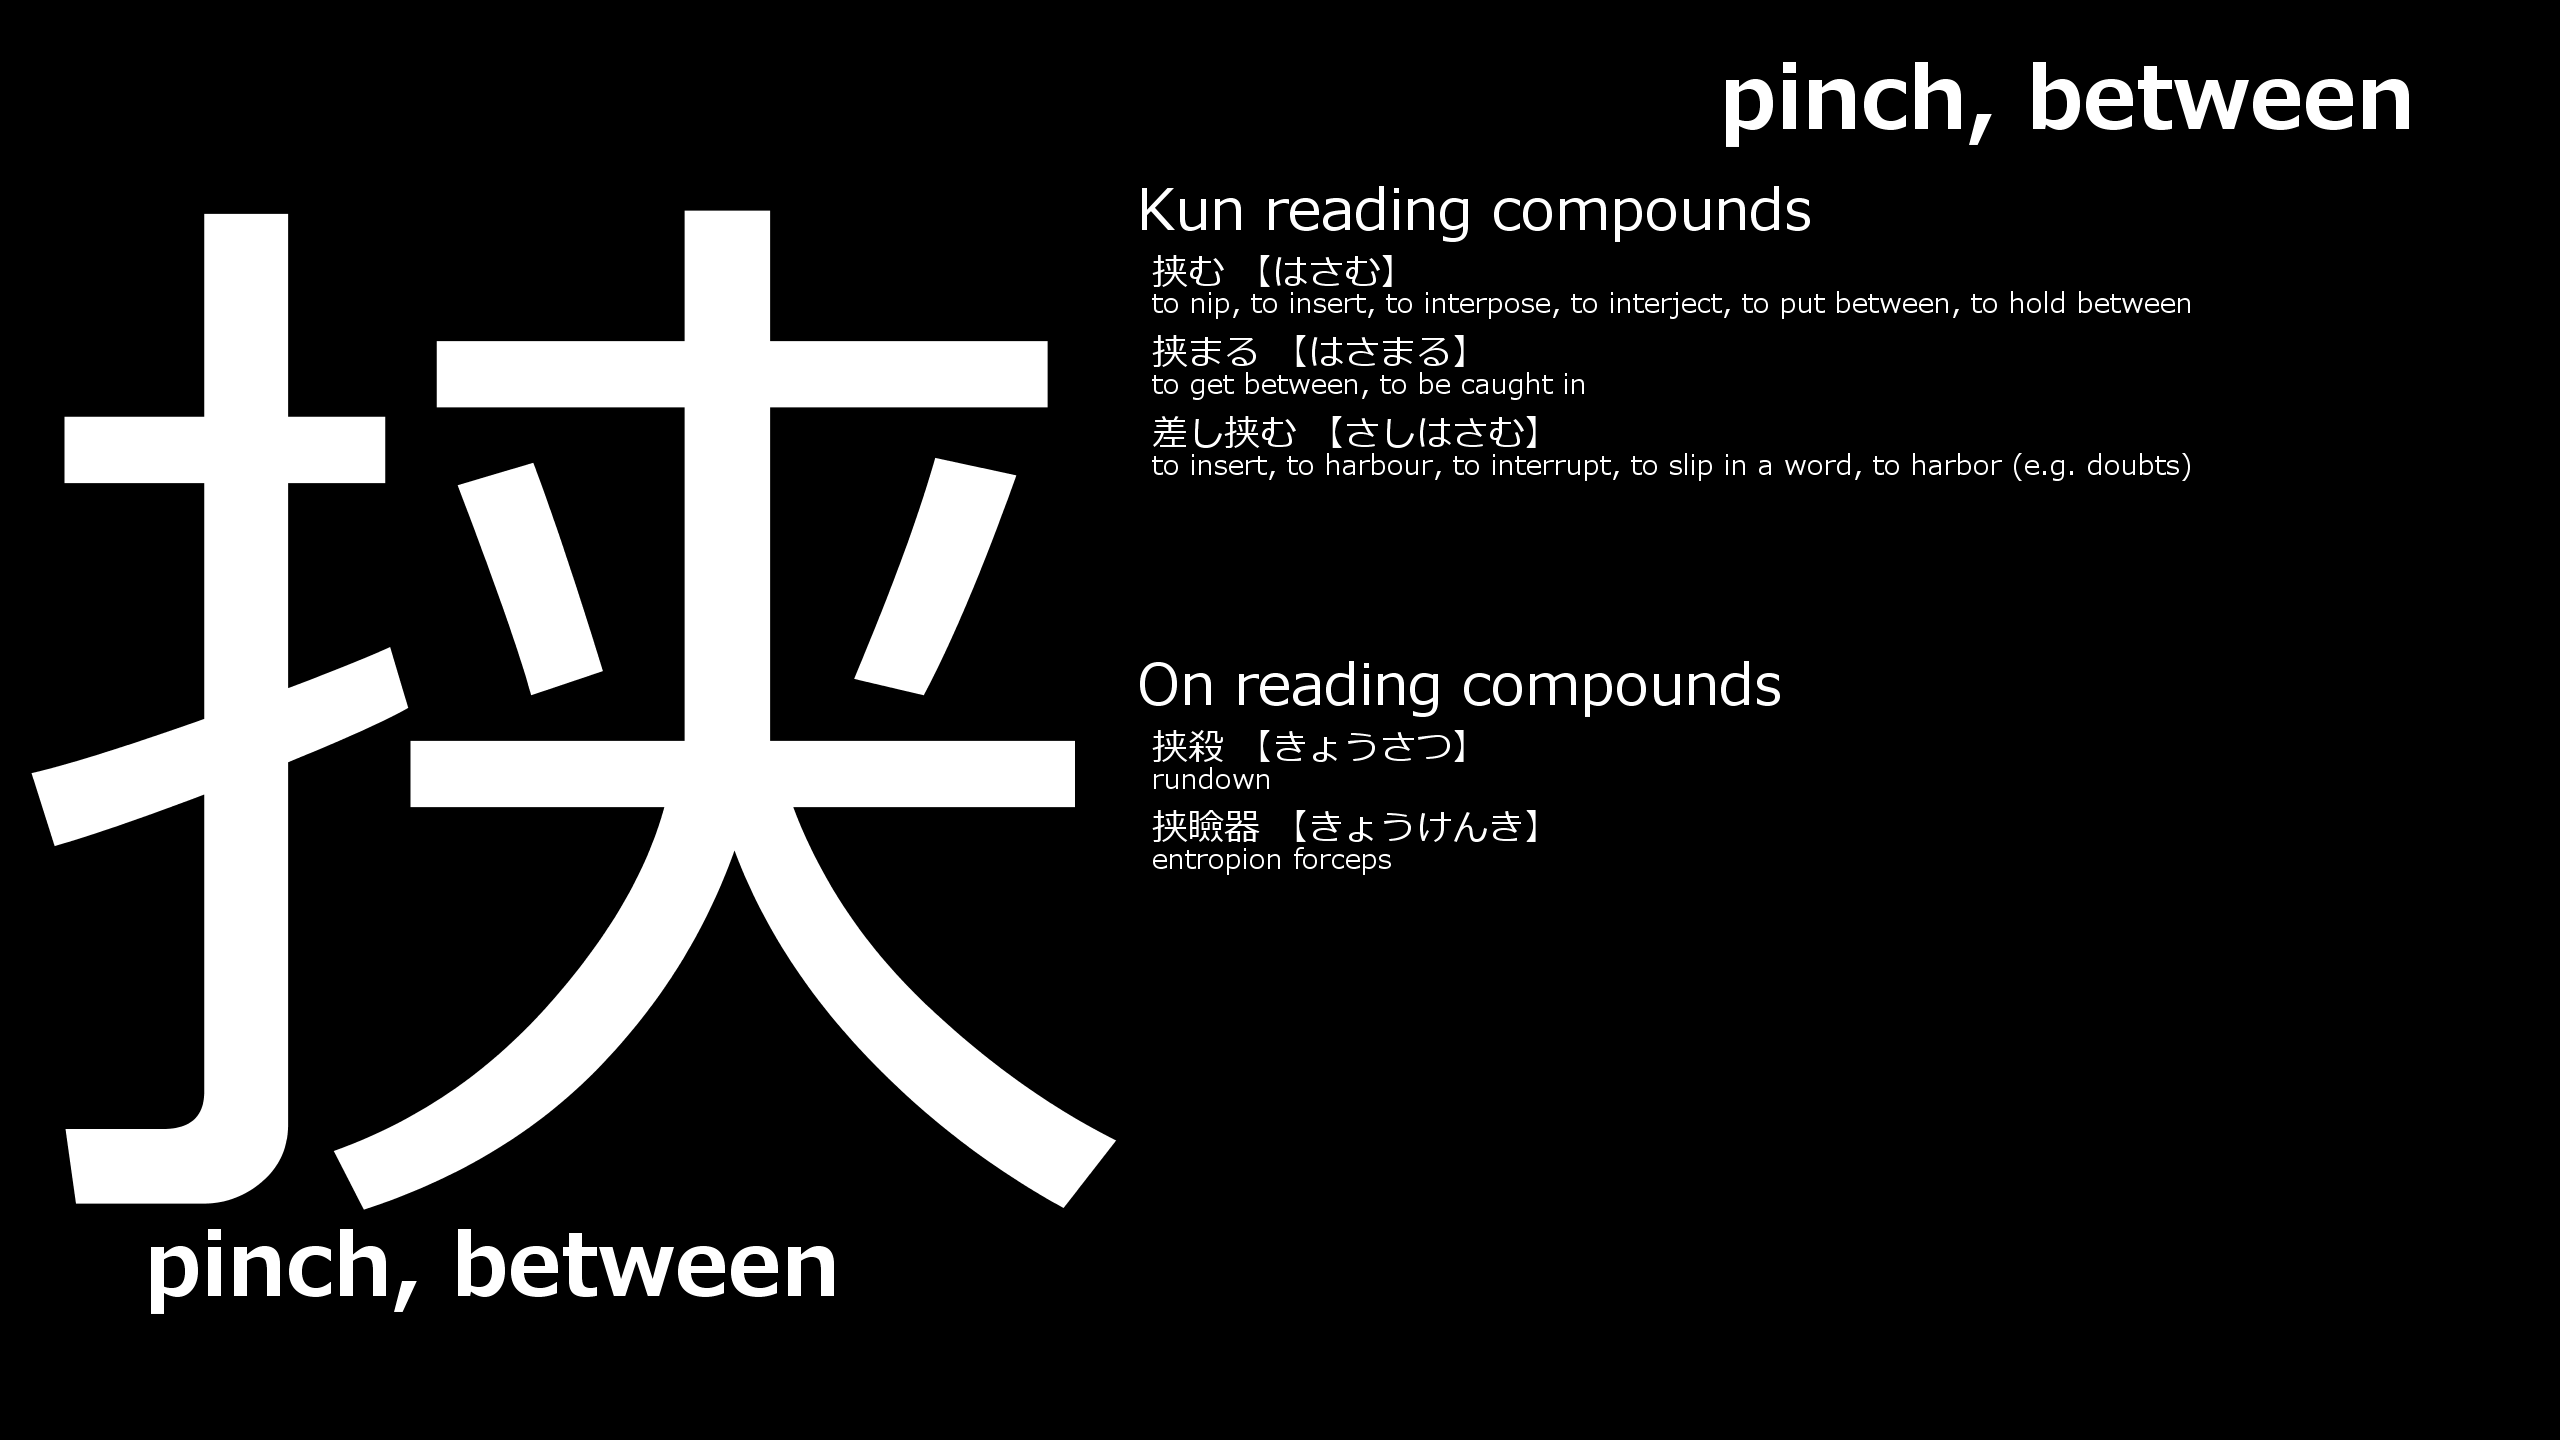 挟
pinch, between
pinch, between
Kun reading compounds
挟む 【はさむ】
to nip, to insert, to interpose, to interject, to put between, to hold between
挟まる 【はさまる】
to get between, to be caught in
差し挟む 【さしはさむ】
to insert, to harbour, to interrupt, to slip in a word, to harbor (e.g. doubts)
On reading compounds
挟殺 【きょうさつ】
rundown
挟瞼器 【きょうけんき】
entropion forceps